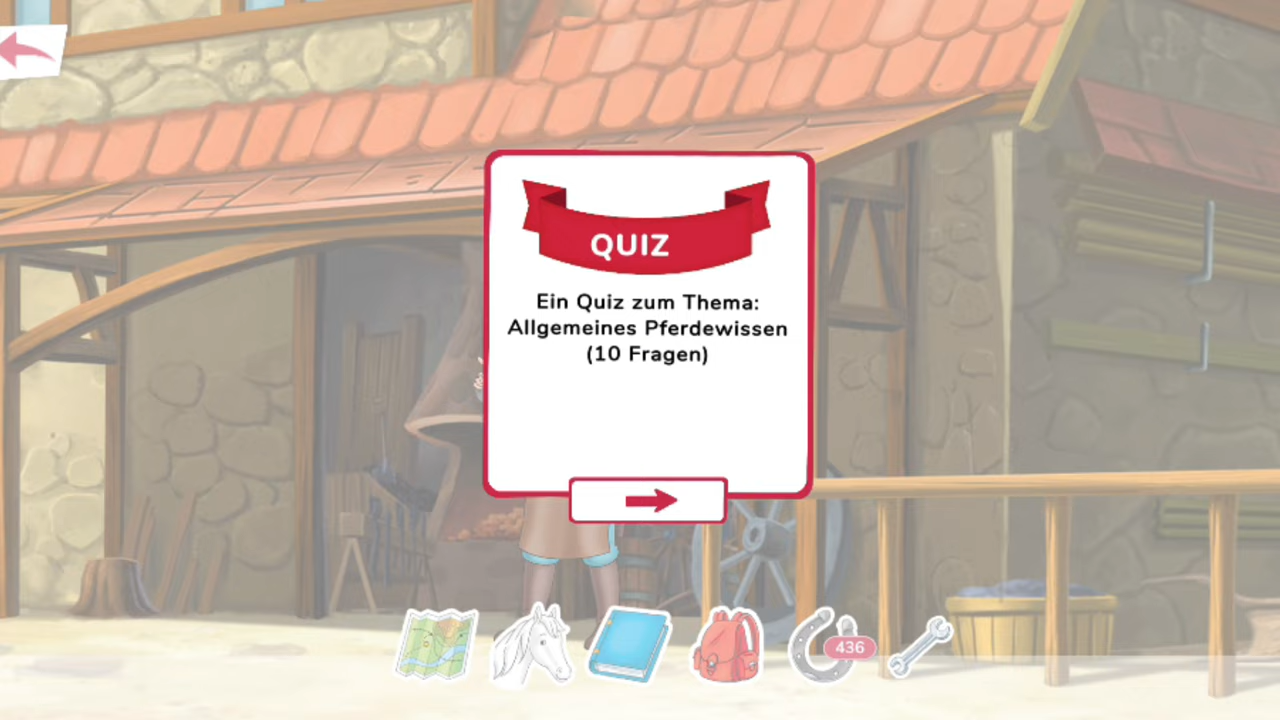 QUIZ
Ein Quiz zum Thema:
Allgemeines Pferdewissen
(10 Fragen)
436